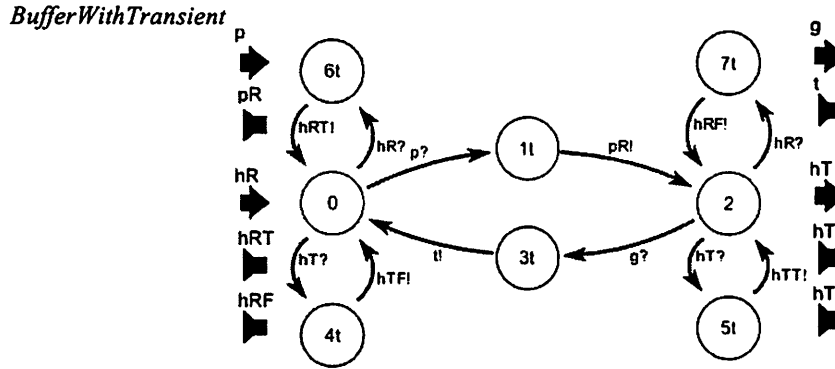 BufferWithTransient
p
g
6t
7t
pR
t
hRT!
hR?
hRF!
hR?
p?
1t
pR!
hR
hT
0
2
hRT
hT
hT?
hTF!
t!
3t
g?
hT?
hTT!
hRF
hT
4t
5t